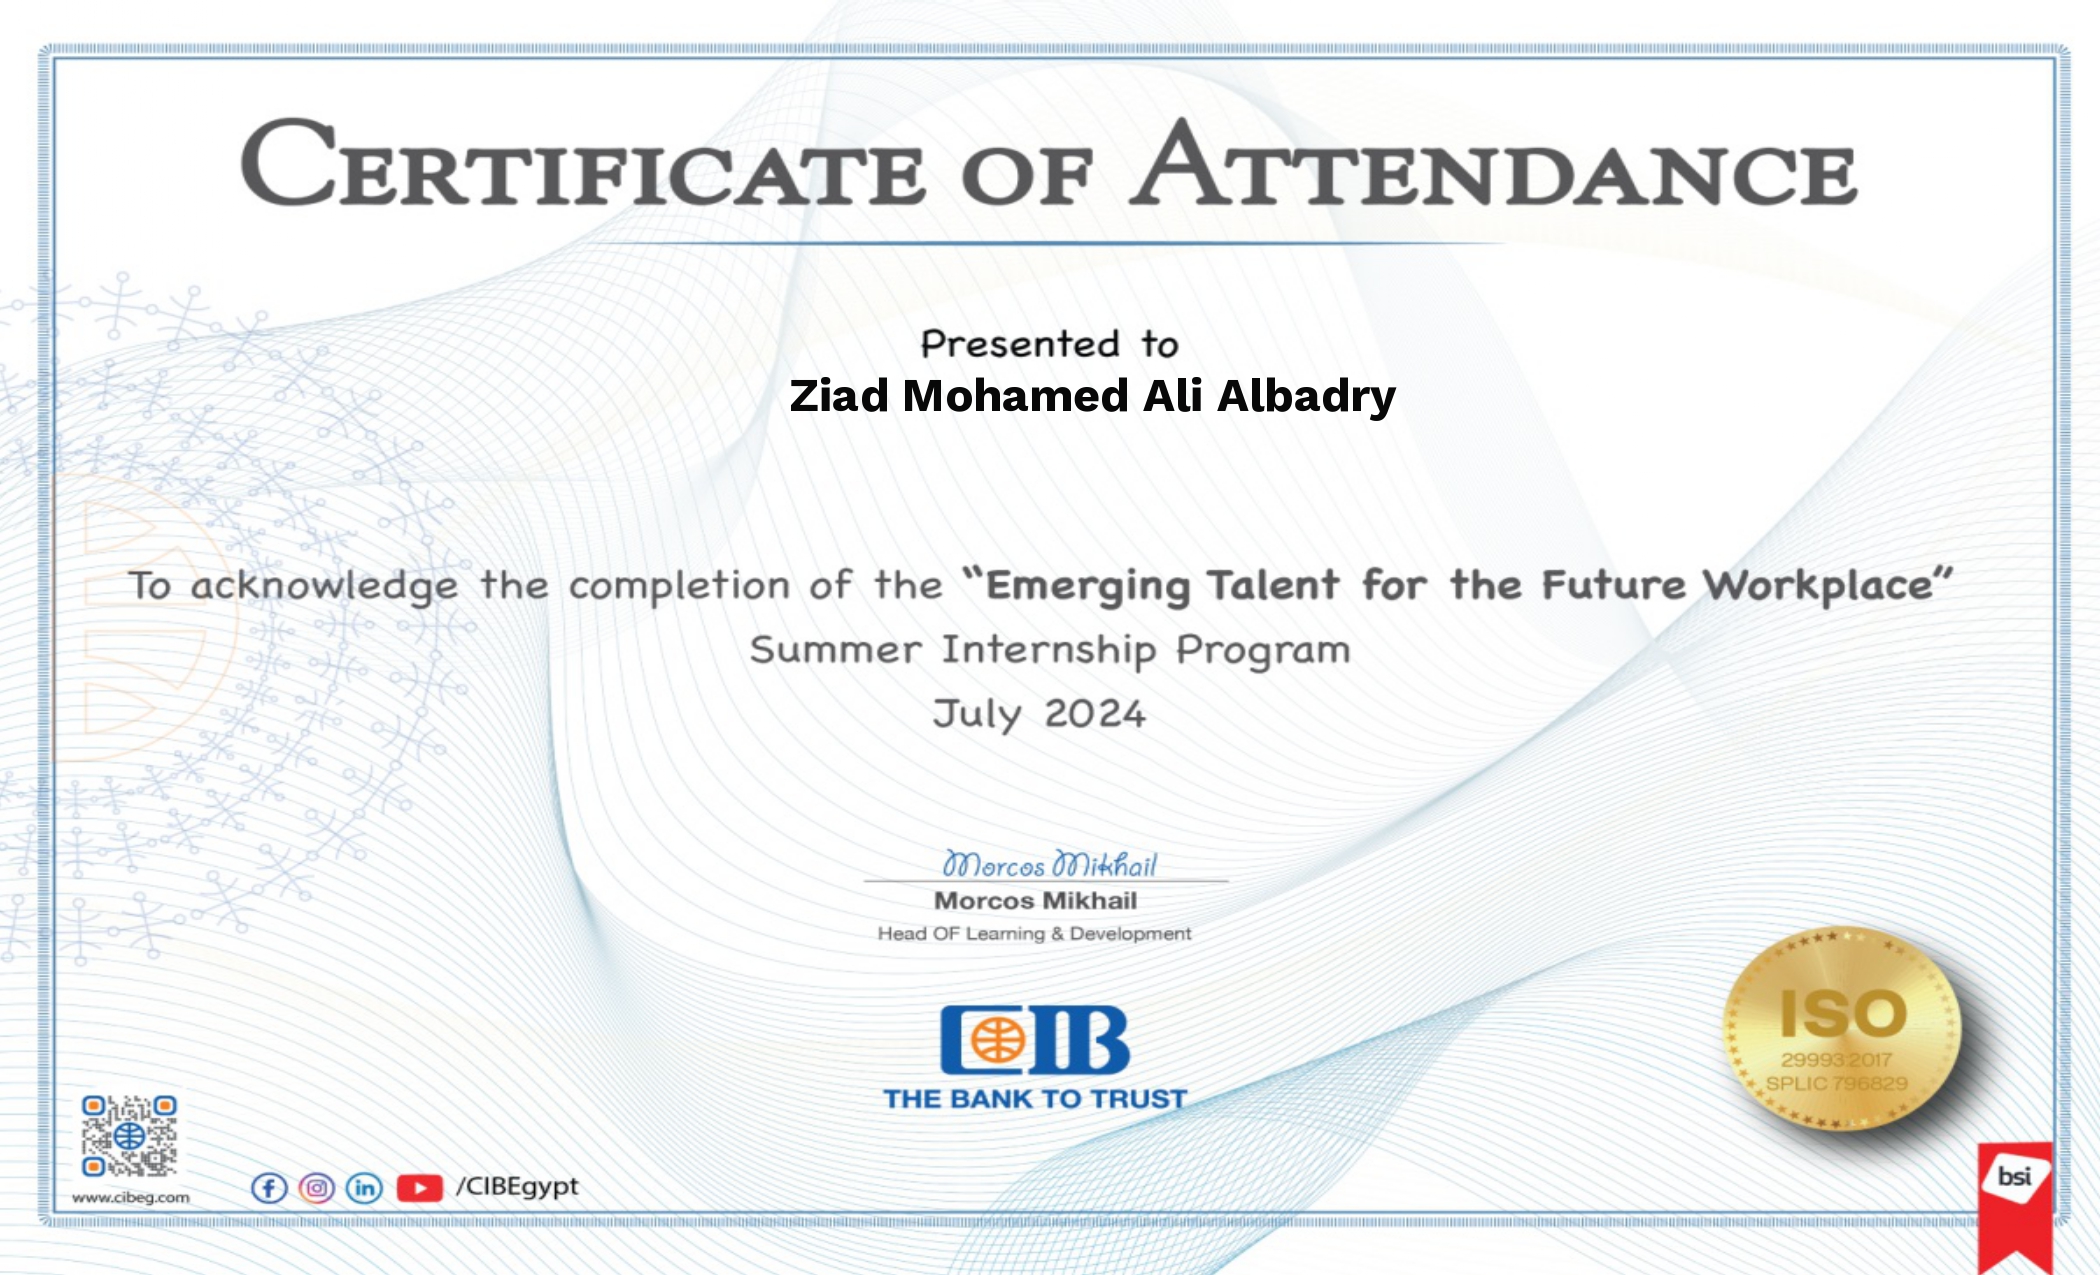 CERTIFICATE OF ATTENDANCE
Presented to
Ziad Mohamed Ali Albadry
To acknowledge the completion of the “Emerging Talent for the Future Workplace”
Summer Internship Program
July 2024
Morcos Mikhail
Morcos Mikhail
Head OF Learning & Development
CIB
THE BANK TO TRUST
ISO
29993:2017
SPLIC 796829
bsi
www.cibeg.com
f in /CIBEgypt